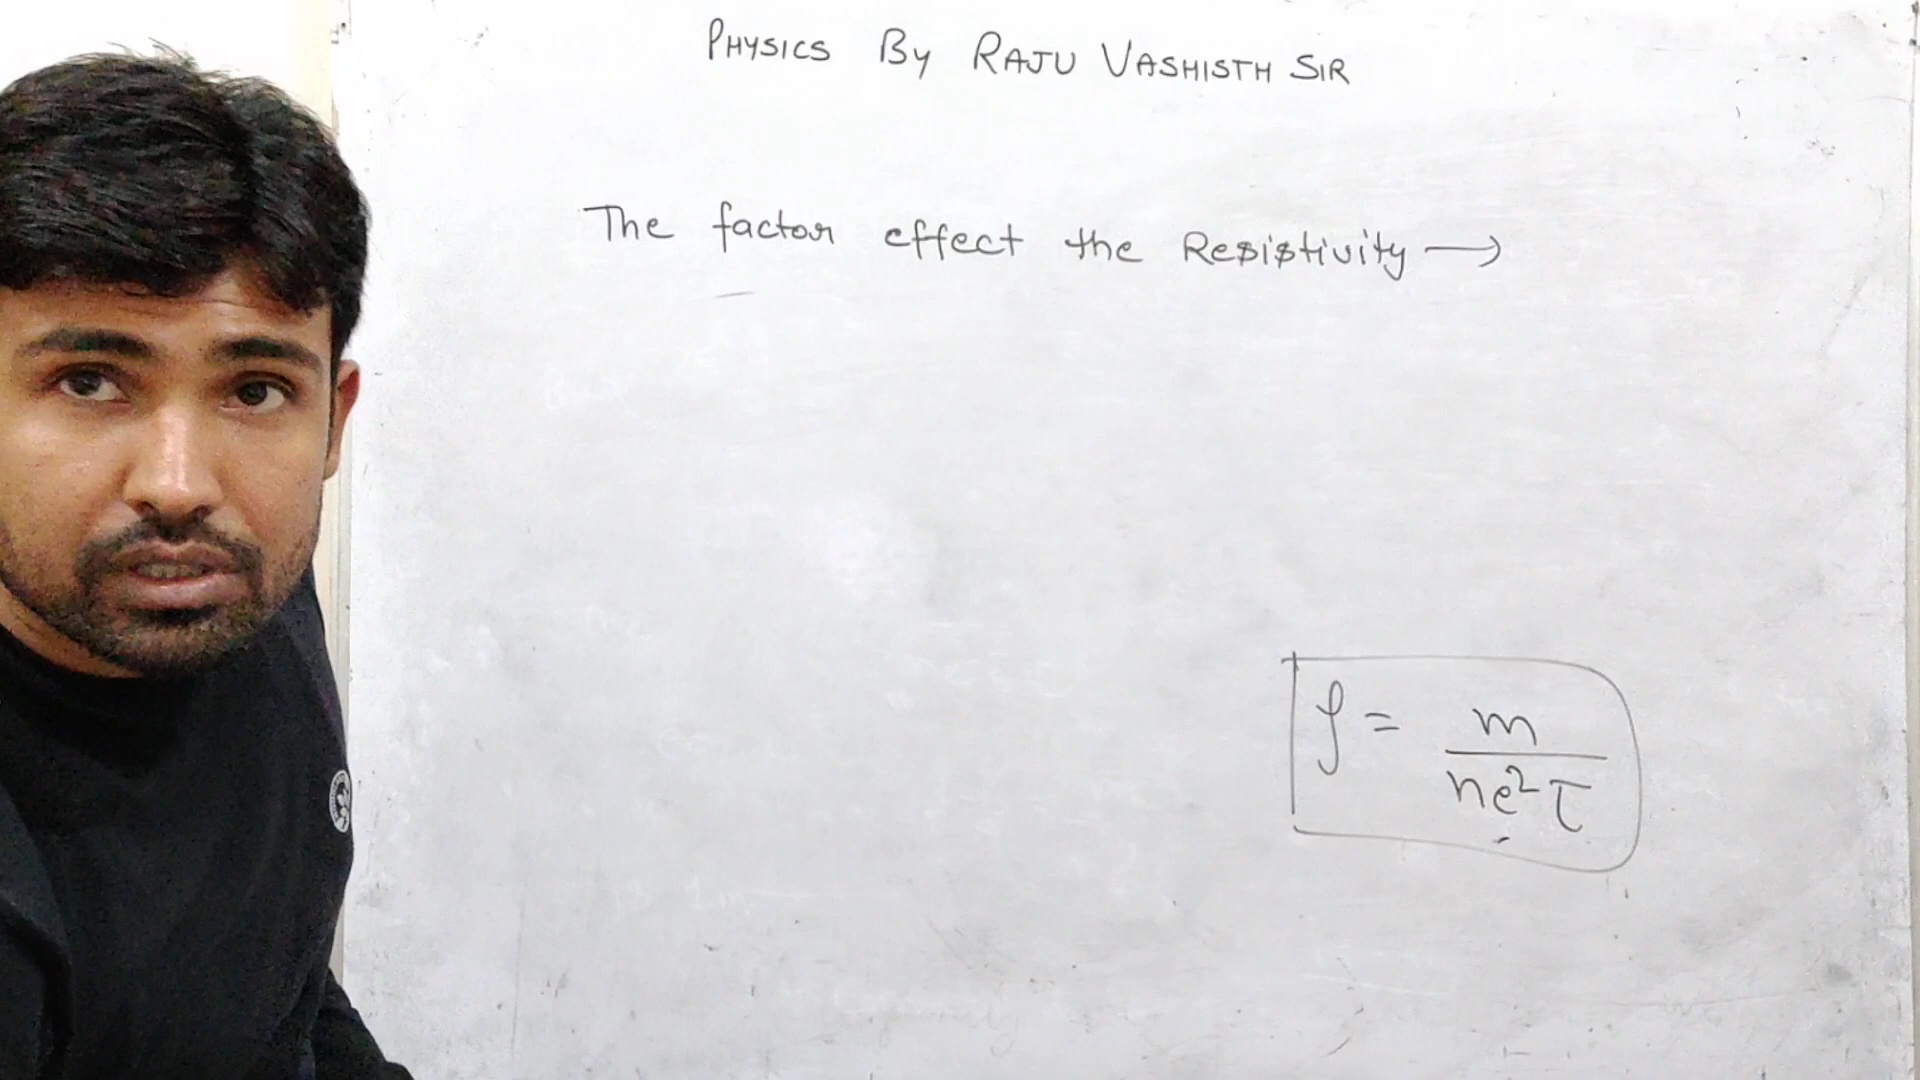 PHYSICS By RAJU VASHISTH SIR
The factor effect the Resistivity →
ρ = m / ne²τ